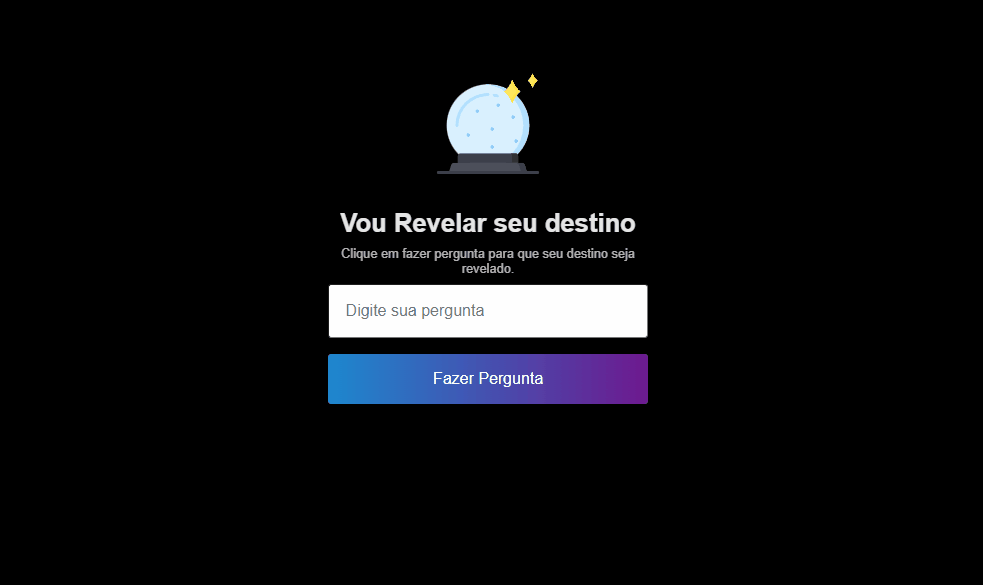 Vou Revelar seu destino
Clique em fazer pergunta para que seu destino seja
revelado.
Digite sua pergunta
Fazer Pergunta